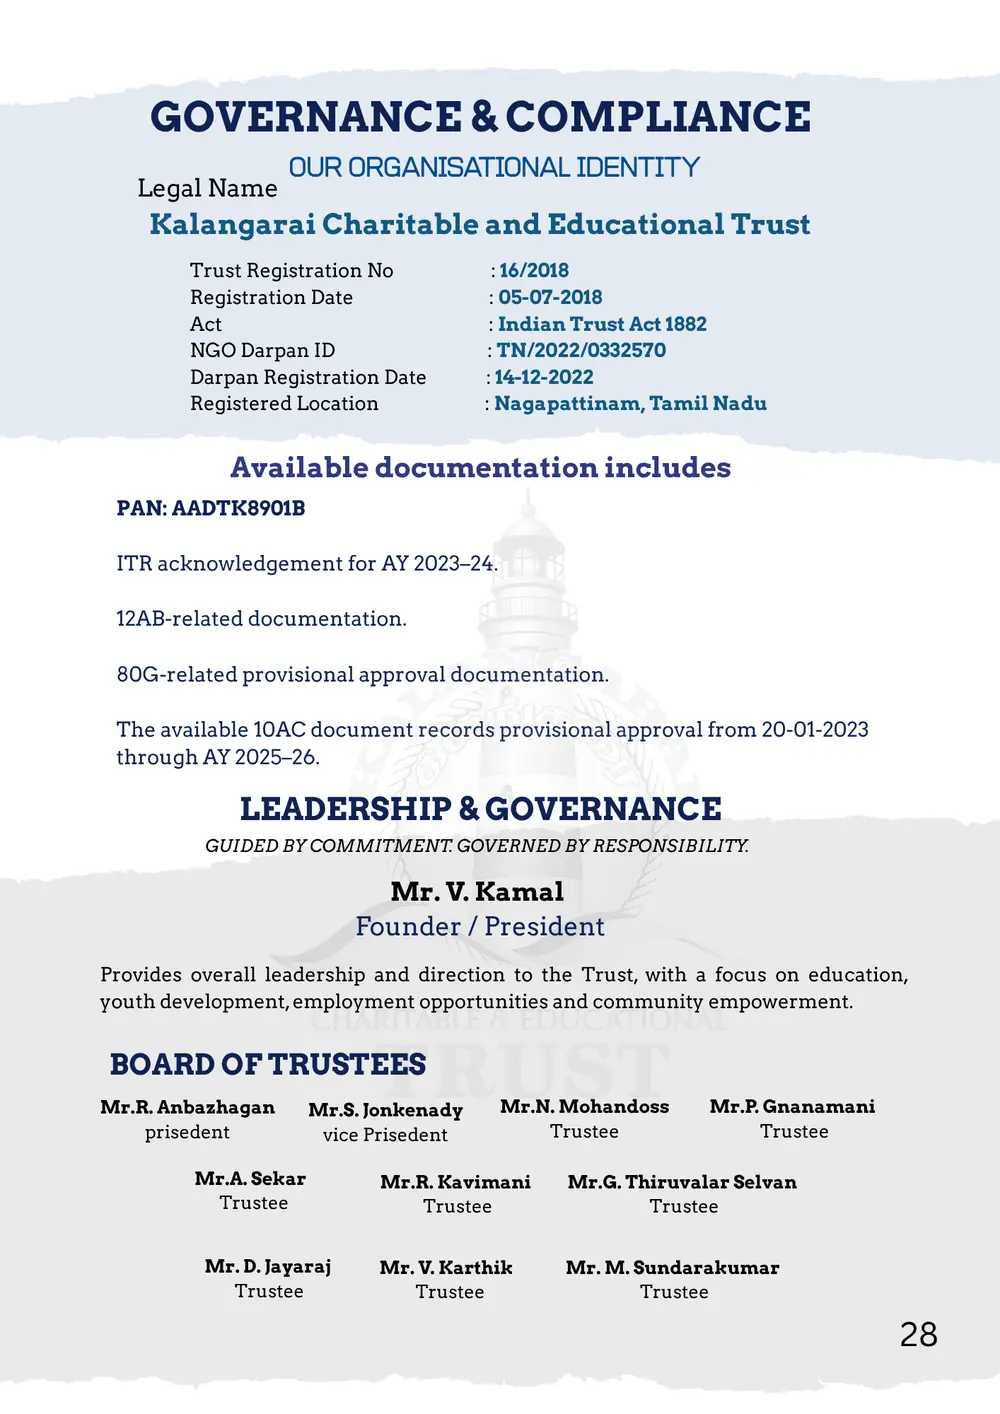 GOVERNANCE & COMPLIANCE
OUR ORGANISATIONAL IDENTITY
Legal Name
Kalangarai Charitable and Educational Trust
Trust Registration No : 16/2018
Registration Date : 05-07-2018
Act : Indian Trust Act 1882
NGO Darpan ID : TN/2022/0332570
Darpan Registration Date : 14-12-2022
Registered Location : Nagapattinam, Tamil Nadu
Available documentation includes
PAN: AADTK8901B
ITR acknowledgement for AY 2023–24.
12AB-related documentation.
80G-related provisional approval documentation.
The available 10AC document records provisional approval from 20-01-2023
through AY 2025–26.
LEADERSHIP & GOVERNANCE
GUIDED BY COMMITMENT. GOVERNED BY RESPONSIBILITY.
Mr. V. Kamal
Founder / President
Provides overall leadership and direction to the Trust, with a focus on education,
youth development, employment opportunities and community empowerment.
CHARITABLE & EDUCATIONAL
TRUST
BOARD OF TRUSTEES
Mr.R. Anbazhagan Mr.S. Jonkenady Mr.N. Mohandoss Mr.P. Gnanamani
prisedent vice Prisedent Trustee Trustee
Mr.A. Sekar Mr.R. Kavimani Mr.G. Thiruvalar Selvan
Trustee Trustee Trustee
Mr. D. Jayaraj Mr. V. Karthik Mr. M. Sundarakumar
Trustee Trustee Trustee
28